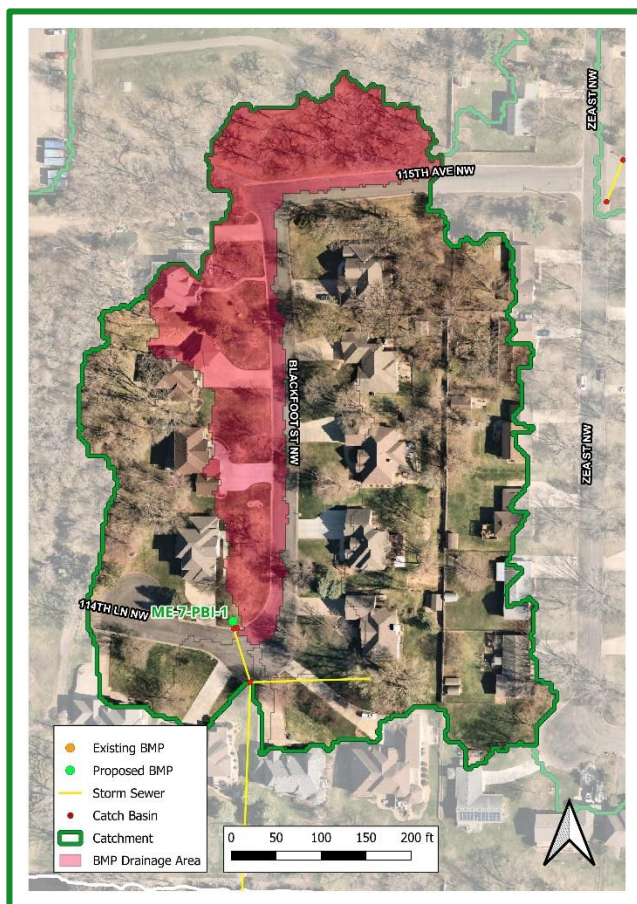 ZEA ST NW
115TH AVE NW
BLACKFOOT ST NW
ZEA ST NW
114TH LN NW
ME-7-PBI-1
Existing BMP
Proposed BMP
Storm Sewer
Catch Basin
Catchment
BMP Drainage Area
0 50 100 150 200 ft